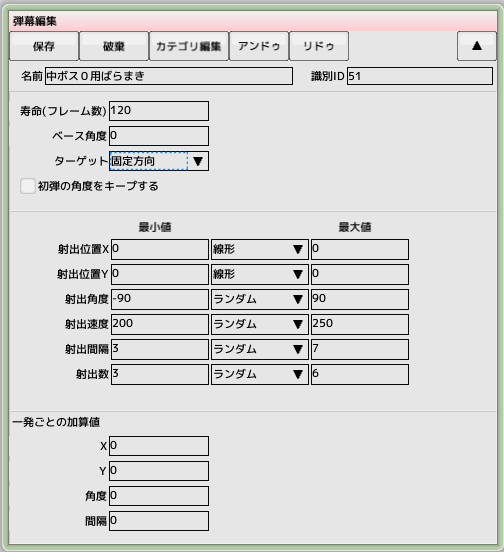 弾幕編集
保存 破棄 カテゴリ編集 アンドゥ リドゥ ▲
名前 中ボス０用ばらまき 識別ID 51
寿命(フレーム数) 120
ベース角度 0
ターゲット 固定方向 ▼
初弾の角度をキープする
最小値 最大値
射出位置X 0 線形 ▼ 0
射出位置Y 0 線形 ▼ 0
射出角度 -90 ランダム ▼ 90
射出速度 200 ランダム ▼ 250
射出間隔 3 ランダム ▼ 7
射出数 3 ランダム ▼ 6
一発ごとの加算値
X 0
Y 0
角度 0
間隔 0